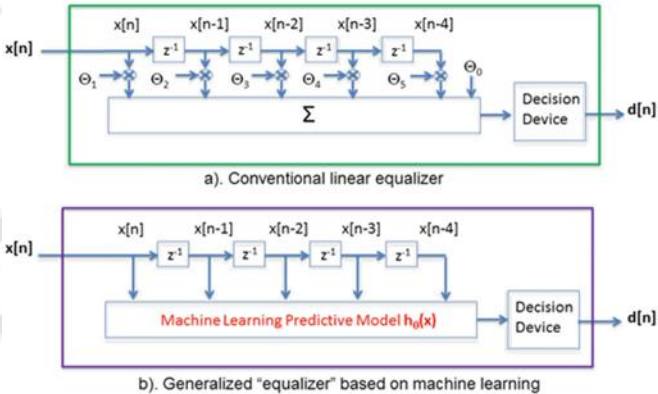 x[n] x[n-1] x[n-2] x[n-3] x[n-4]
x[n] z⁻¹ z⁻¹ z⁻¹ z⁻¹
Θ₁ Θ₂ Θ₃ Θ₄ Θ₅ Θ₀
Σ
Decision
Device
d[n]
a). Conventional linear equalizer
x[n] x[n-1] x[n-2] x[n-3] x[n-4]
x[n] z⁻¹ z⁻¹ z⁻¹ z⁻¹
Machine Learning Predictive Model h₀(x)
Decision
Device
d[n]
b). Generalized "equalizer" based on machine learning